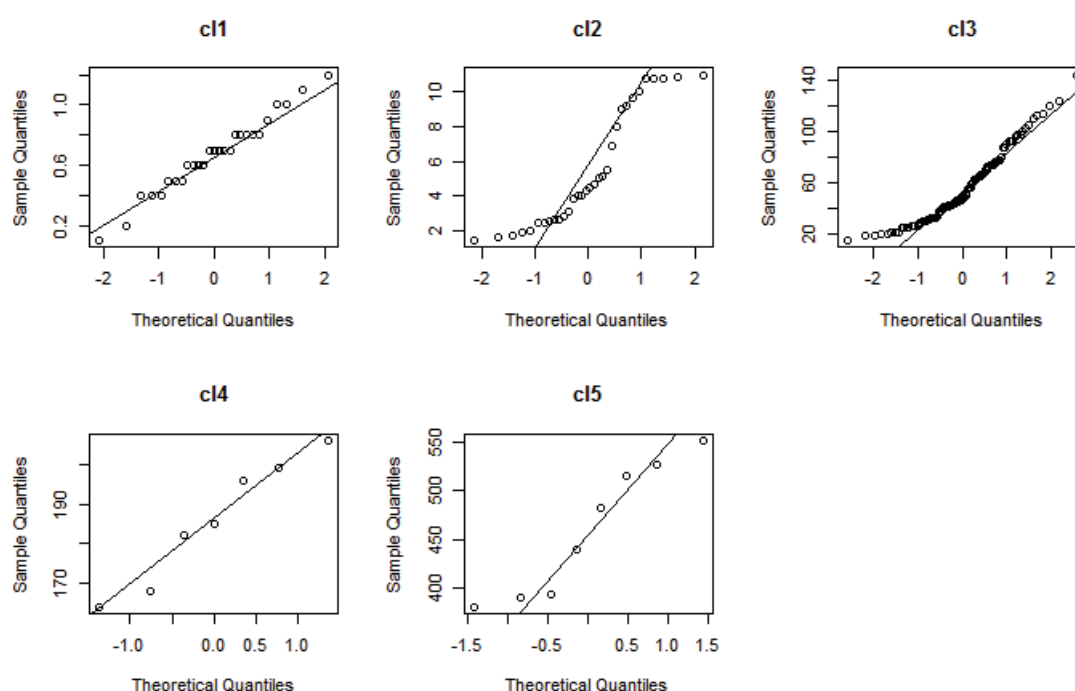 cl1
cl2
cl3
Sample Quantiles
0.2 0.6 1.0
-2 -1 0 1 2
Theoretical Quantiles
Sample Quantiles
2 4 6 8 10
-2 -1 0 1 2
Theoretical Quantiles
Sample Quantiles
20 60 100 140
-2 -1 0 1 2
Theoretical Quantiles
cl4
cl5
Sample Quantiles
170 190
-1.0 0.0 0.5 1.0
Theoretical Quantiles
Sample Quantiles
400 450 500 550
-1.5 -0.5 0.5 1.5
Theoretical Quantiles